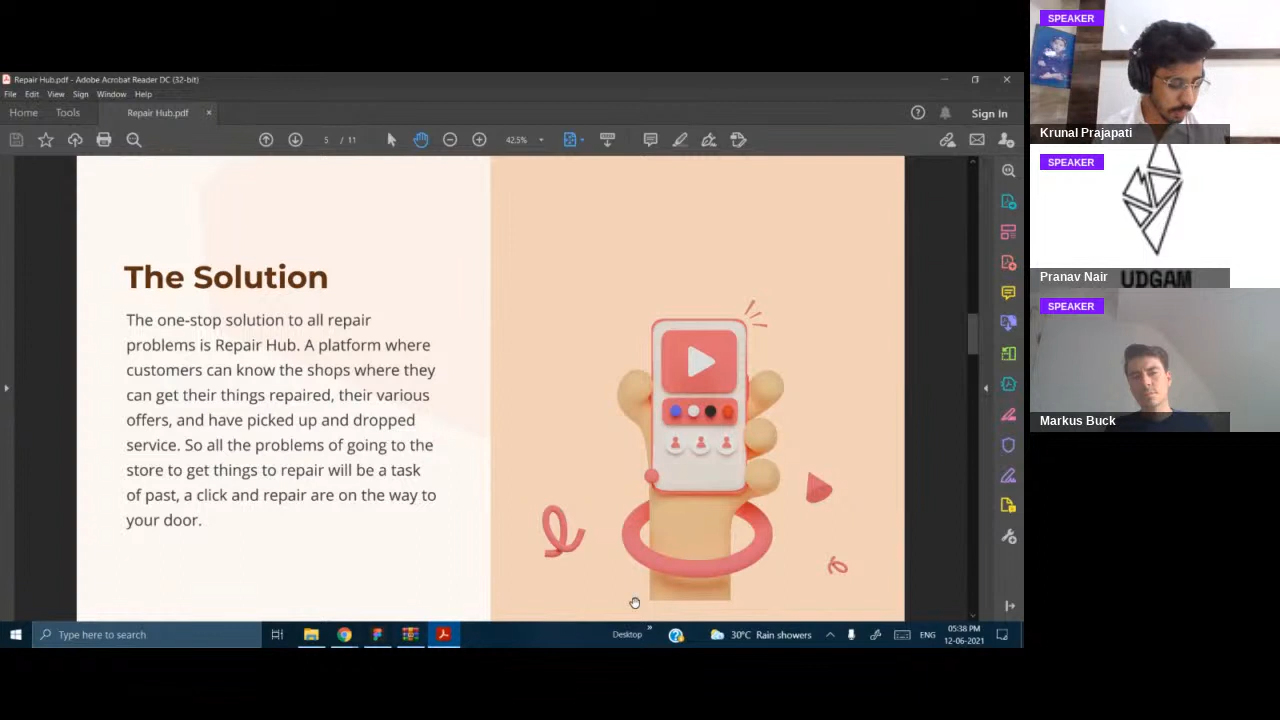 Repair Hub.pdf - Adobe Acrobat Reader DC (32-bit)
File Edit View Sign Window Help
Home Tools Repair Hub.pdf × Sign In
5 / 11 42.5%
The Solution
The one-stop solution to all repair
problems is Repair Hub. A platform where
customers can know the shops where they
can get their things repaired, their various
offers, and have picked up and dropped
service. So all the problems of going to the
store to get things to repair will be a task
of past, a click and repair are on the way to
your door.
Type here to search
Desktop
30°C Rain showers
ENG
05:38 PM
12-06-2021
SPEAKER
Krunal Prajapati
SPEAKER
UDGAM
Pranav Nair
SPEAKER
Markus Buck